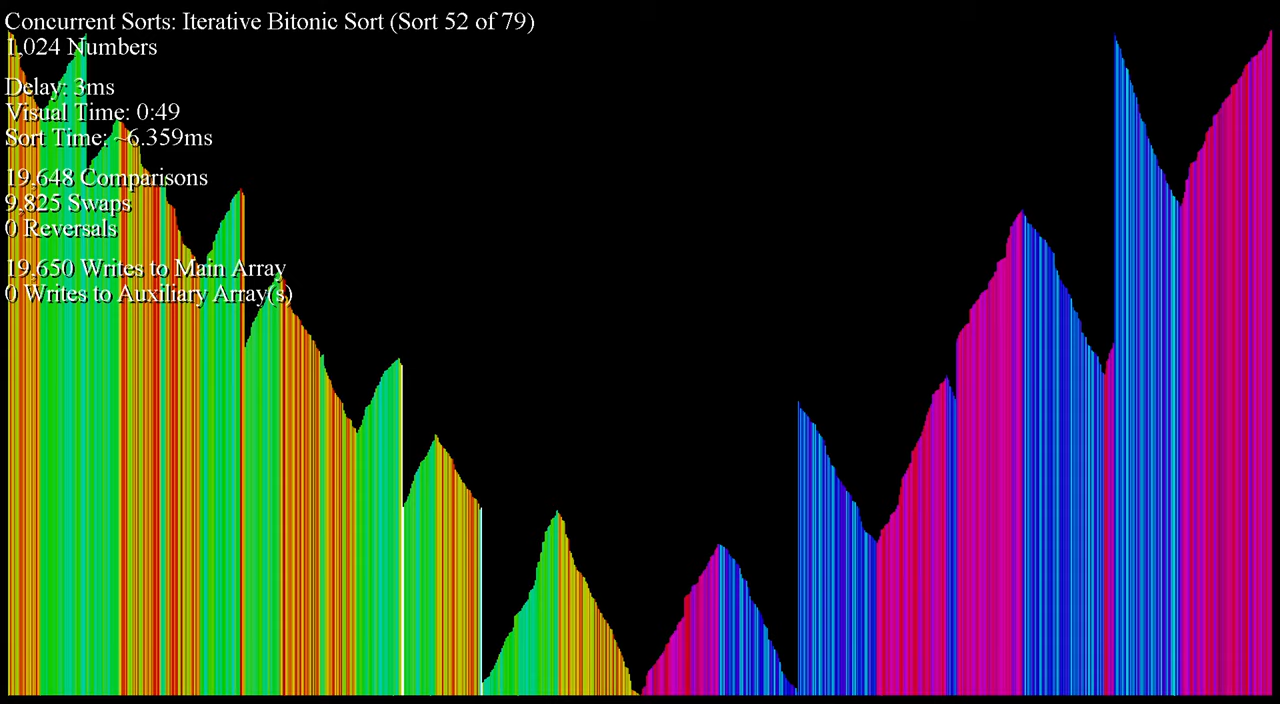 Concurrent Sorts: Iterative Bitonic Sort (Sort 52 of 79)
1,024 Numbers
Delay: 3ms
Visual Time: 0:49
Sort Time: ~6.359ms
19,648 Comparisons
9,825 Swaps
0 Reversals
19,650 Writes to Main Array
0 Writes to Auxiliary Array(s)